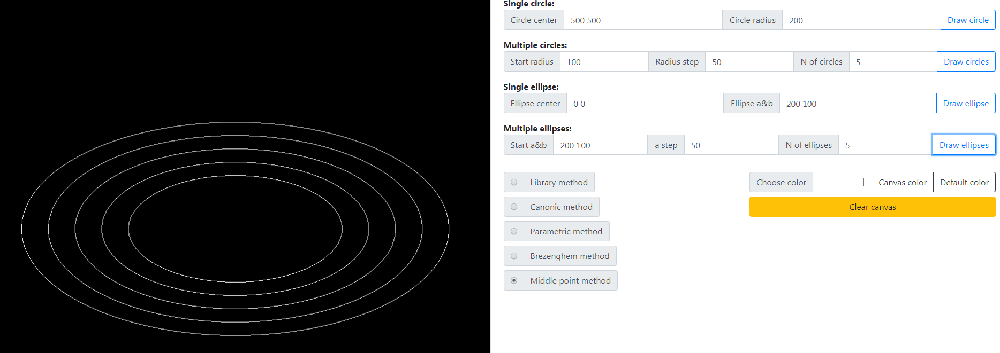 Single circle:
Circle center 500 500 Circle radius 200 Draw circle
Multiple circles:
Start radius 100 Radius step 50 N of circles 5 Draw circles
Single ellipse:
Ellipse center 0 0 Ellipse a&b 200 100 Draw ellipse
Multiple ellipses:
Start a&b 200 100 a step 50 N of ellipses 5 Draw ellipses
Library method Choose color Canvas color Default color
Canonic method Clear canvas
Parametric method
Brezenghem method
Middle point method